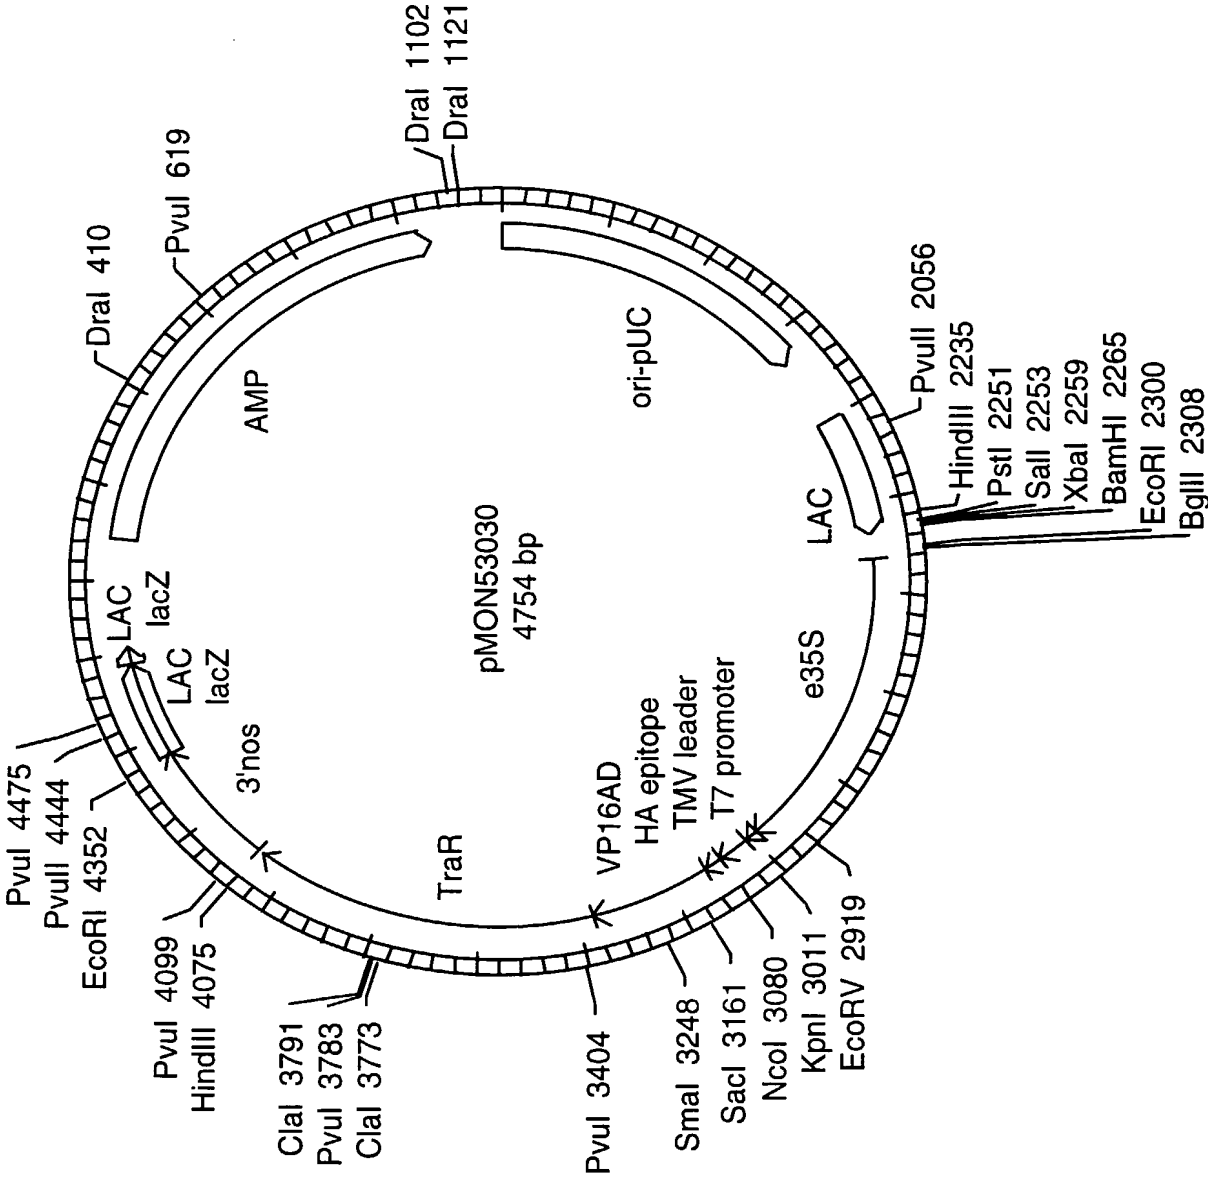 DraI 410
PvuI 619
DraI 1102
DraI 1121
PvuII 2056
HindIII 2235
PstI 2251
SalI 2253
XbaI 2259
BamHI 2265
EcoRI 2300
BglII 2308
EcoRV 2919
KpnI 3011
NcoI 3080
SacI 3161
SmaI 3248
PvuI 3404
ClaI 3773
PvuI 3783
ClaI 3791
HindIII 4075
PvuI 4099
EcoRI 4352
PvuII 4444
PvuI 4475
AMP
ori-pUC
LAC
e35S
T7 promoter
TMV leader
HA epitope
VP16AD
TraR
3'nos
LAC
lacZ
LAC
lacZ
pMON53030
4754 bp